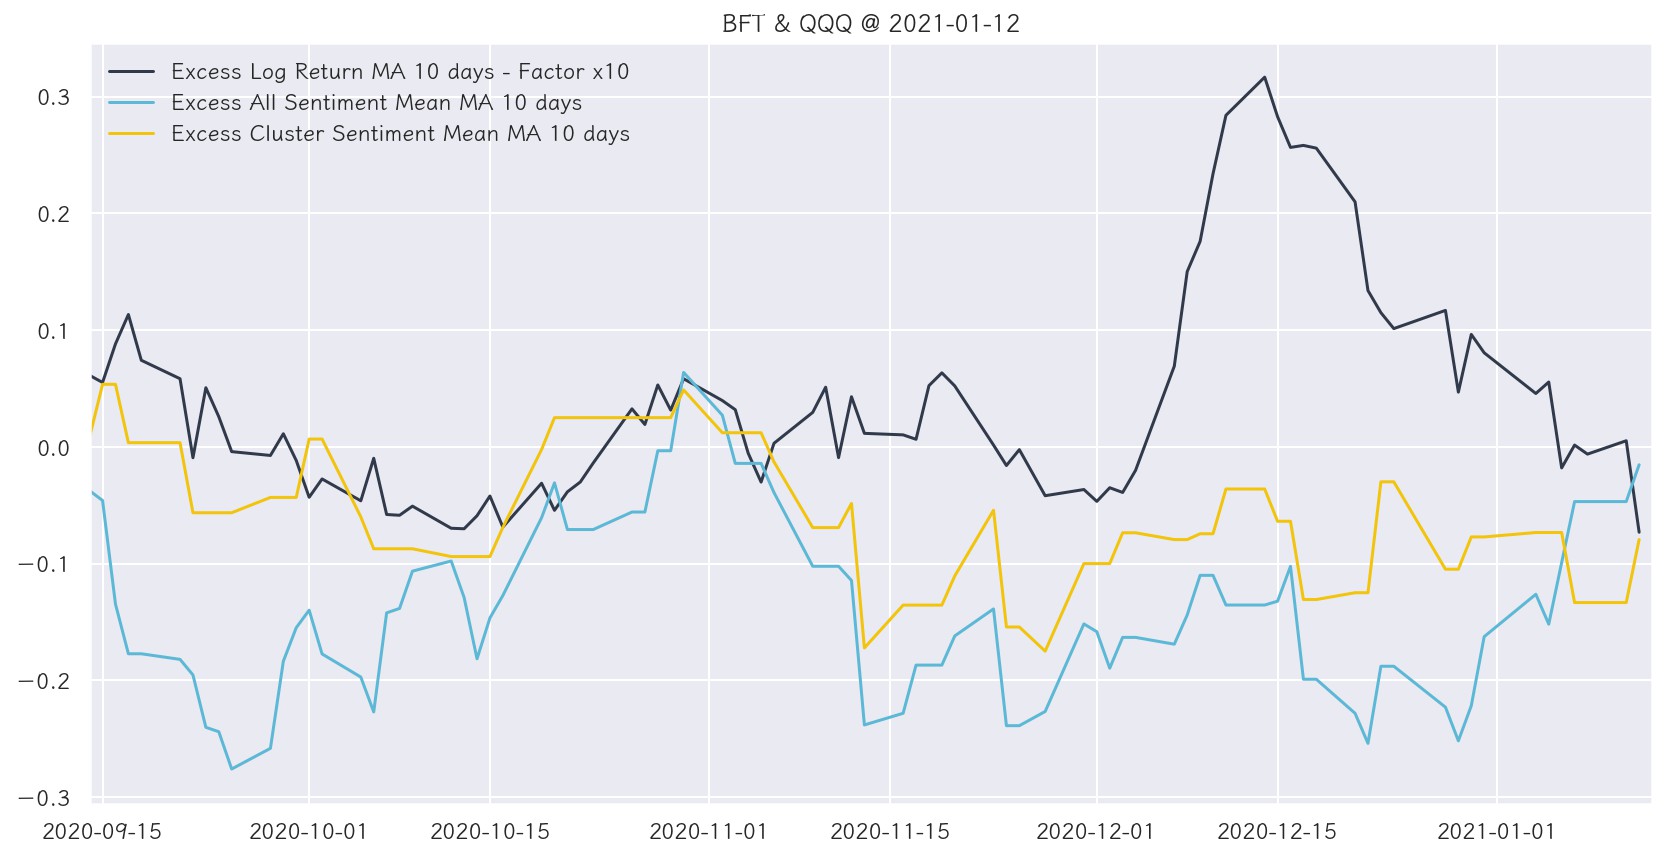 BFT & QQQ @ 2021-01-12
Excess Log Return MA 10 days - Factor x10
Excess All Sentiment Mean MA 10 days
Excess Cluster Sentiment Mean MA 10 days
0.3
0.2
0.1
0.0
−0.1
−0.2
−0.3
2020-09-15 2020-10-01 2020-10-15 2020-11-01 2020-11-15 2020-12-01 2020-12-15 2021-01-01